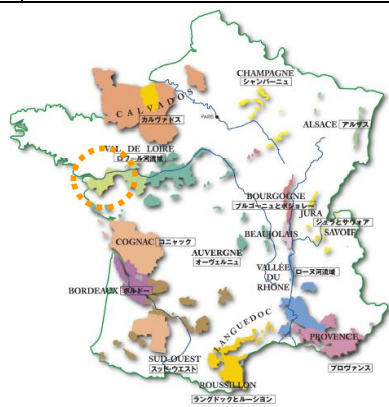 CHAMPAGNE
シャンパーニュ
CALVADOS
カルヴァドス
PARIS
ALSACE アルザス
VAL DE LOIRE
ロワール河流域
BOURGOGNE
ブルゴーニュとボジョレー
JURA
ジュラとサヴォア
SAVOIE
BEAUJOLAIS
COGNAC コニャック
AUVERGNE
オーヴェルニュ
VALLÉE
DU
RHÔNE
ローヌ河流域
BORDEAUX ボルドー
LANGUEDOC
PROVENCE
プロヴァンス
SUD-OUEST
スッド・ウエスト
ROUSSILLON
ラングドックとルーション